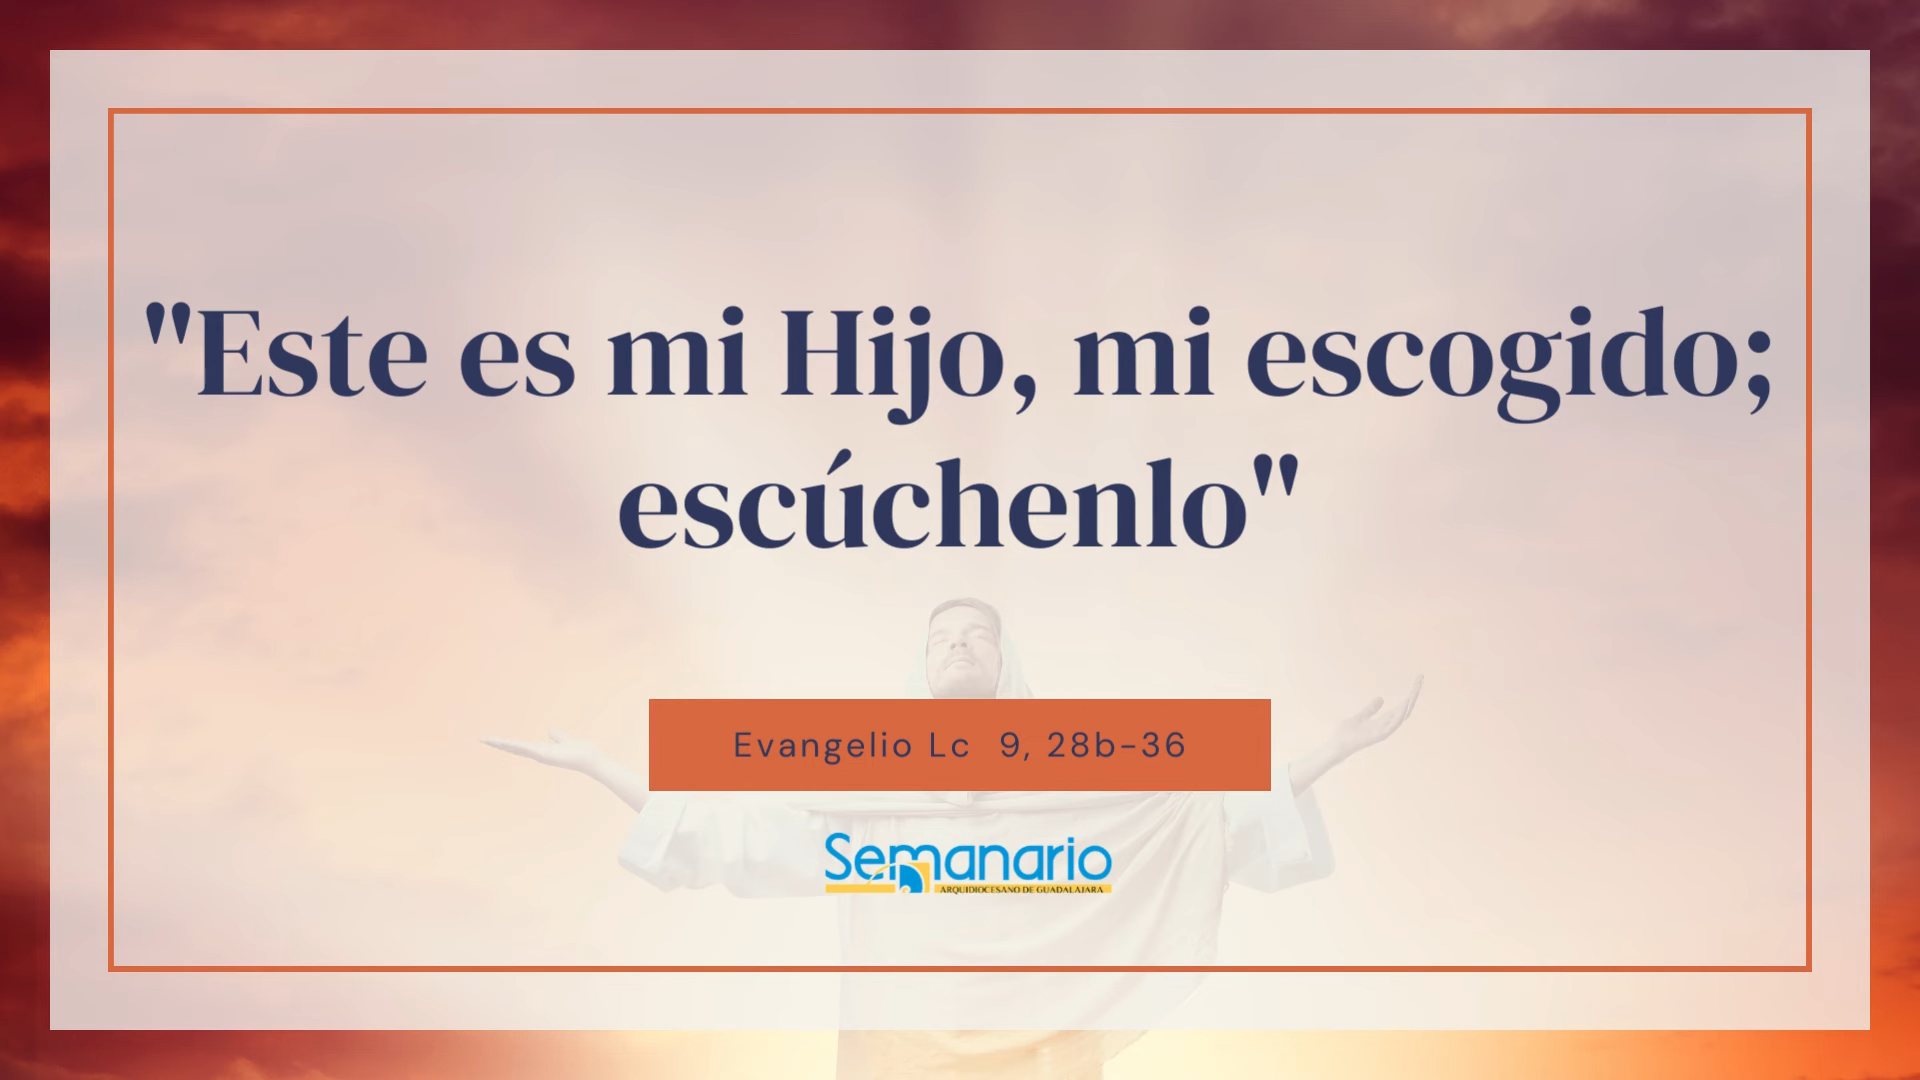 "Este es mi Hijo, mi escogido;
escúchenlo"
Evangelio Lc  9, 28b-36
Semanario
ARQUIDIOCESANO DE GUADALAJARA